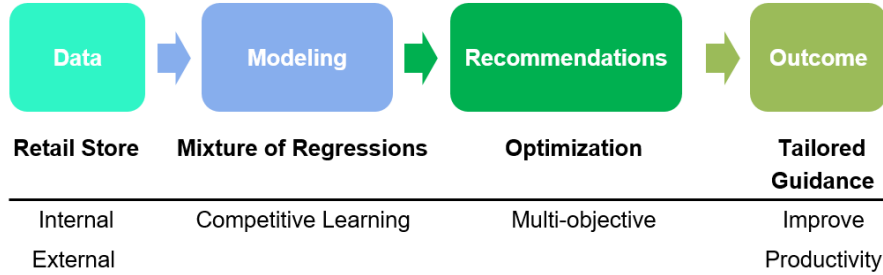 Data Modeling Recommendations Outcome
Retail Store Mixture of Regressions Optimization Tailored
Guidance
Internal Competitive Learning Multi-objective Improve
External Productivity